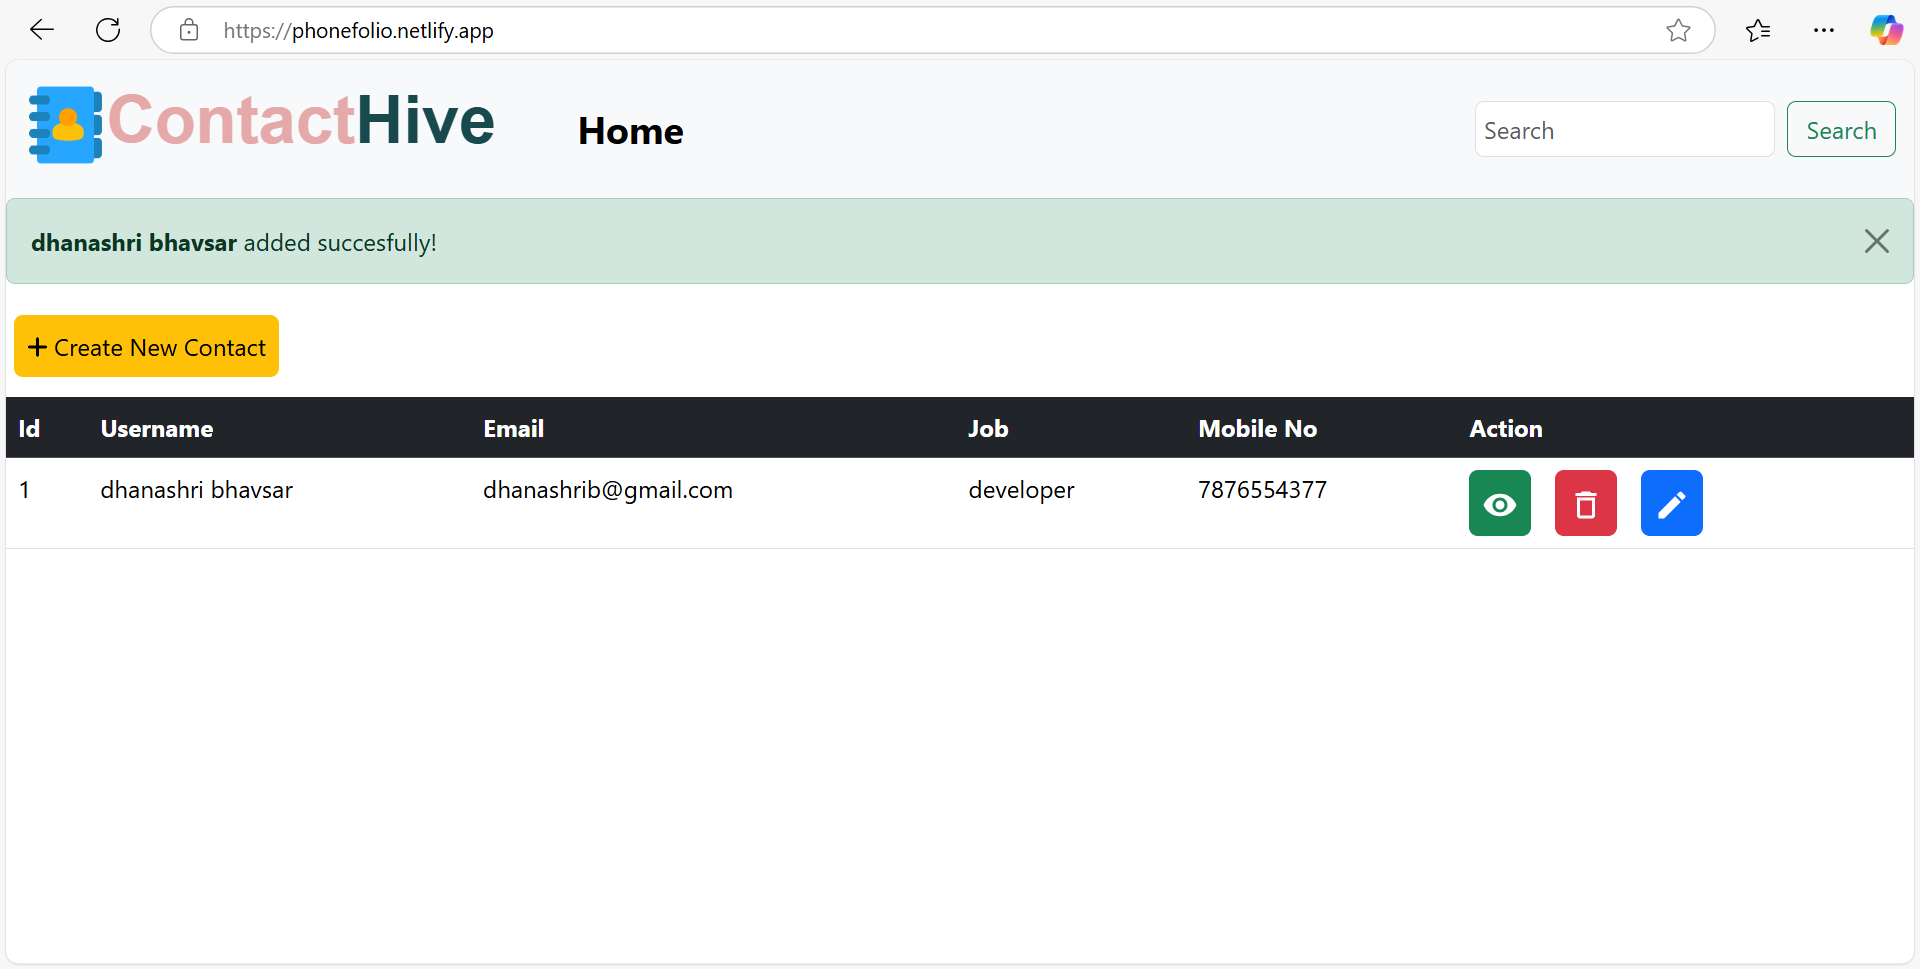 https://phonefolio.netlify.app
ContactHive
Home
Search
Search
dhanashri bhavsar added succesfully!
+ Create New Contact
Id Username Email Job Mobile No Action
1 dhanashri bhavsar dhanashrib@gmail.com developer 7876554377